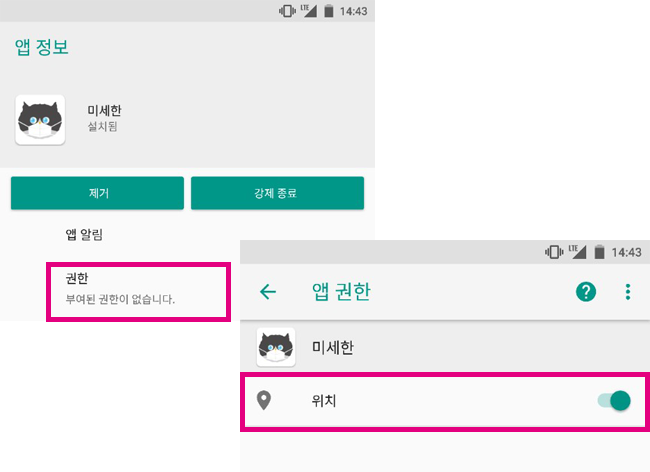 LTE 14:43
앱 정보
미세한
설치됨
제거
강제 종료
앱 알림
권한
부여된 권한이 없습니다.
LTE 14:43
앱 권한
?
미세한
위치